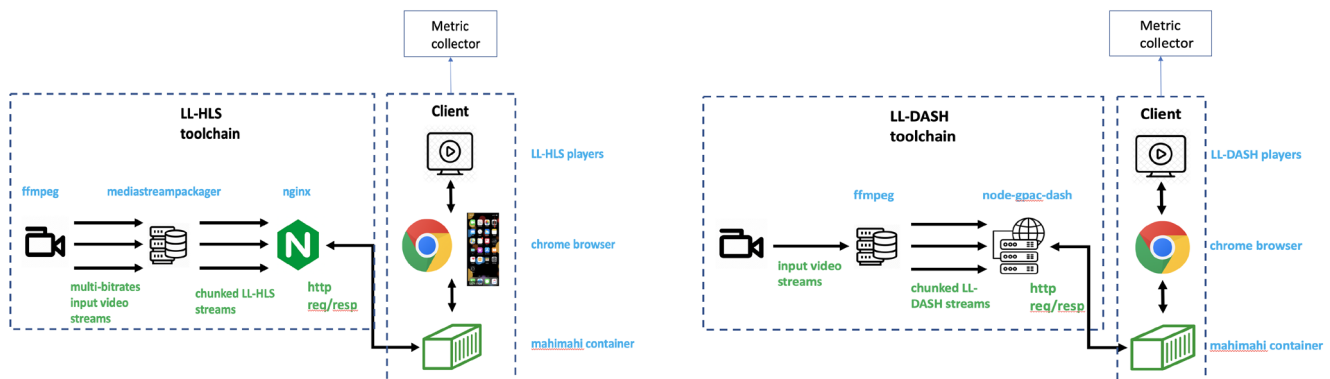 Metric
collector
LL-HLS
toolchain
Client
LL-HLS players
ffmpeg
mediastreampackager
nginx
N
chrome browser
multi-bitrates
input video
streams
chunked LL-HLS
streams
http
req/resp
mahimahi container
Metric
collector
LL-DASH
toolchain
Client
LL-DASH players
ffmpeg
node-gpac-dash
chrome browser
input video
streams
chunked LL-
DASH streams
http
req/resp
mahimahi container